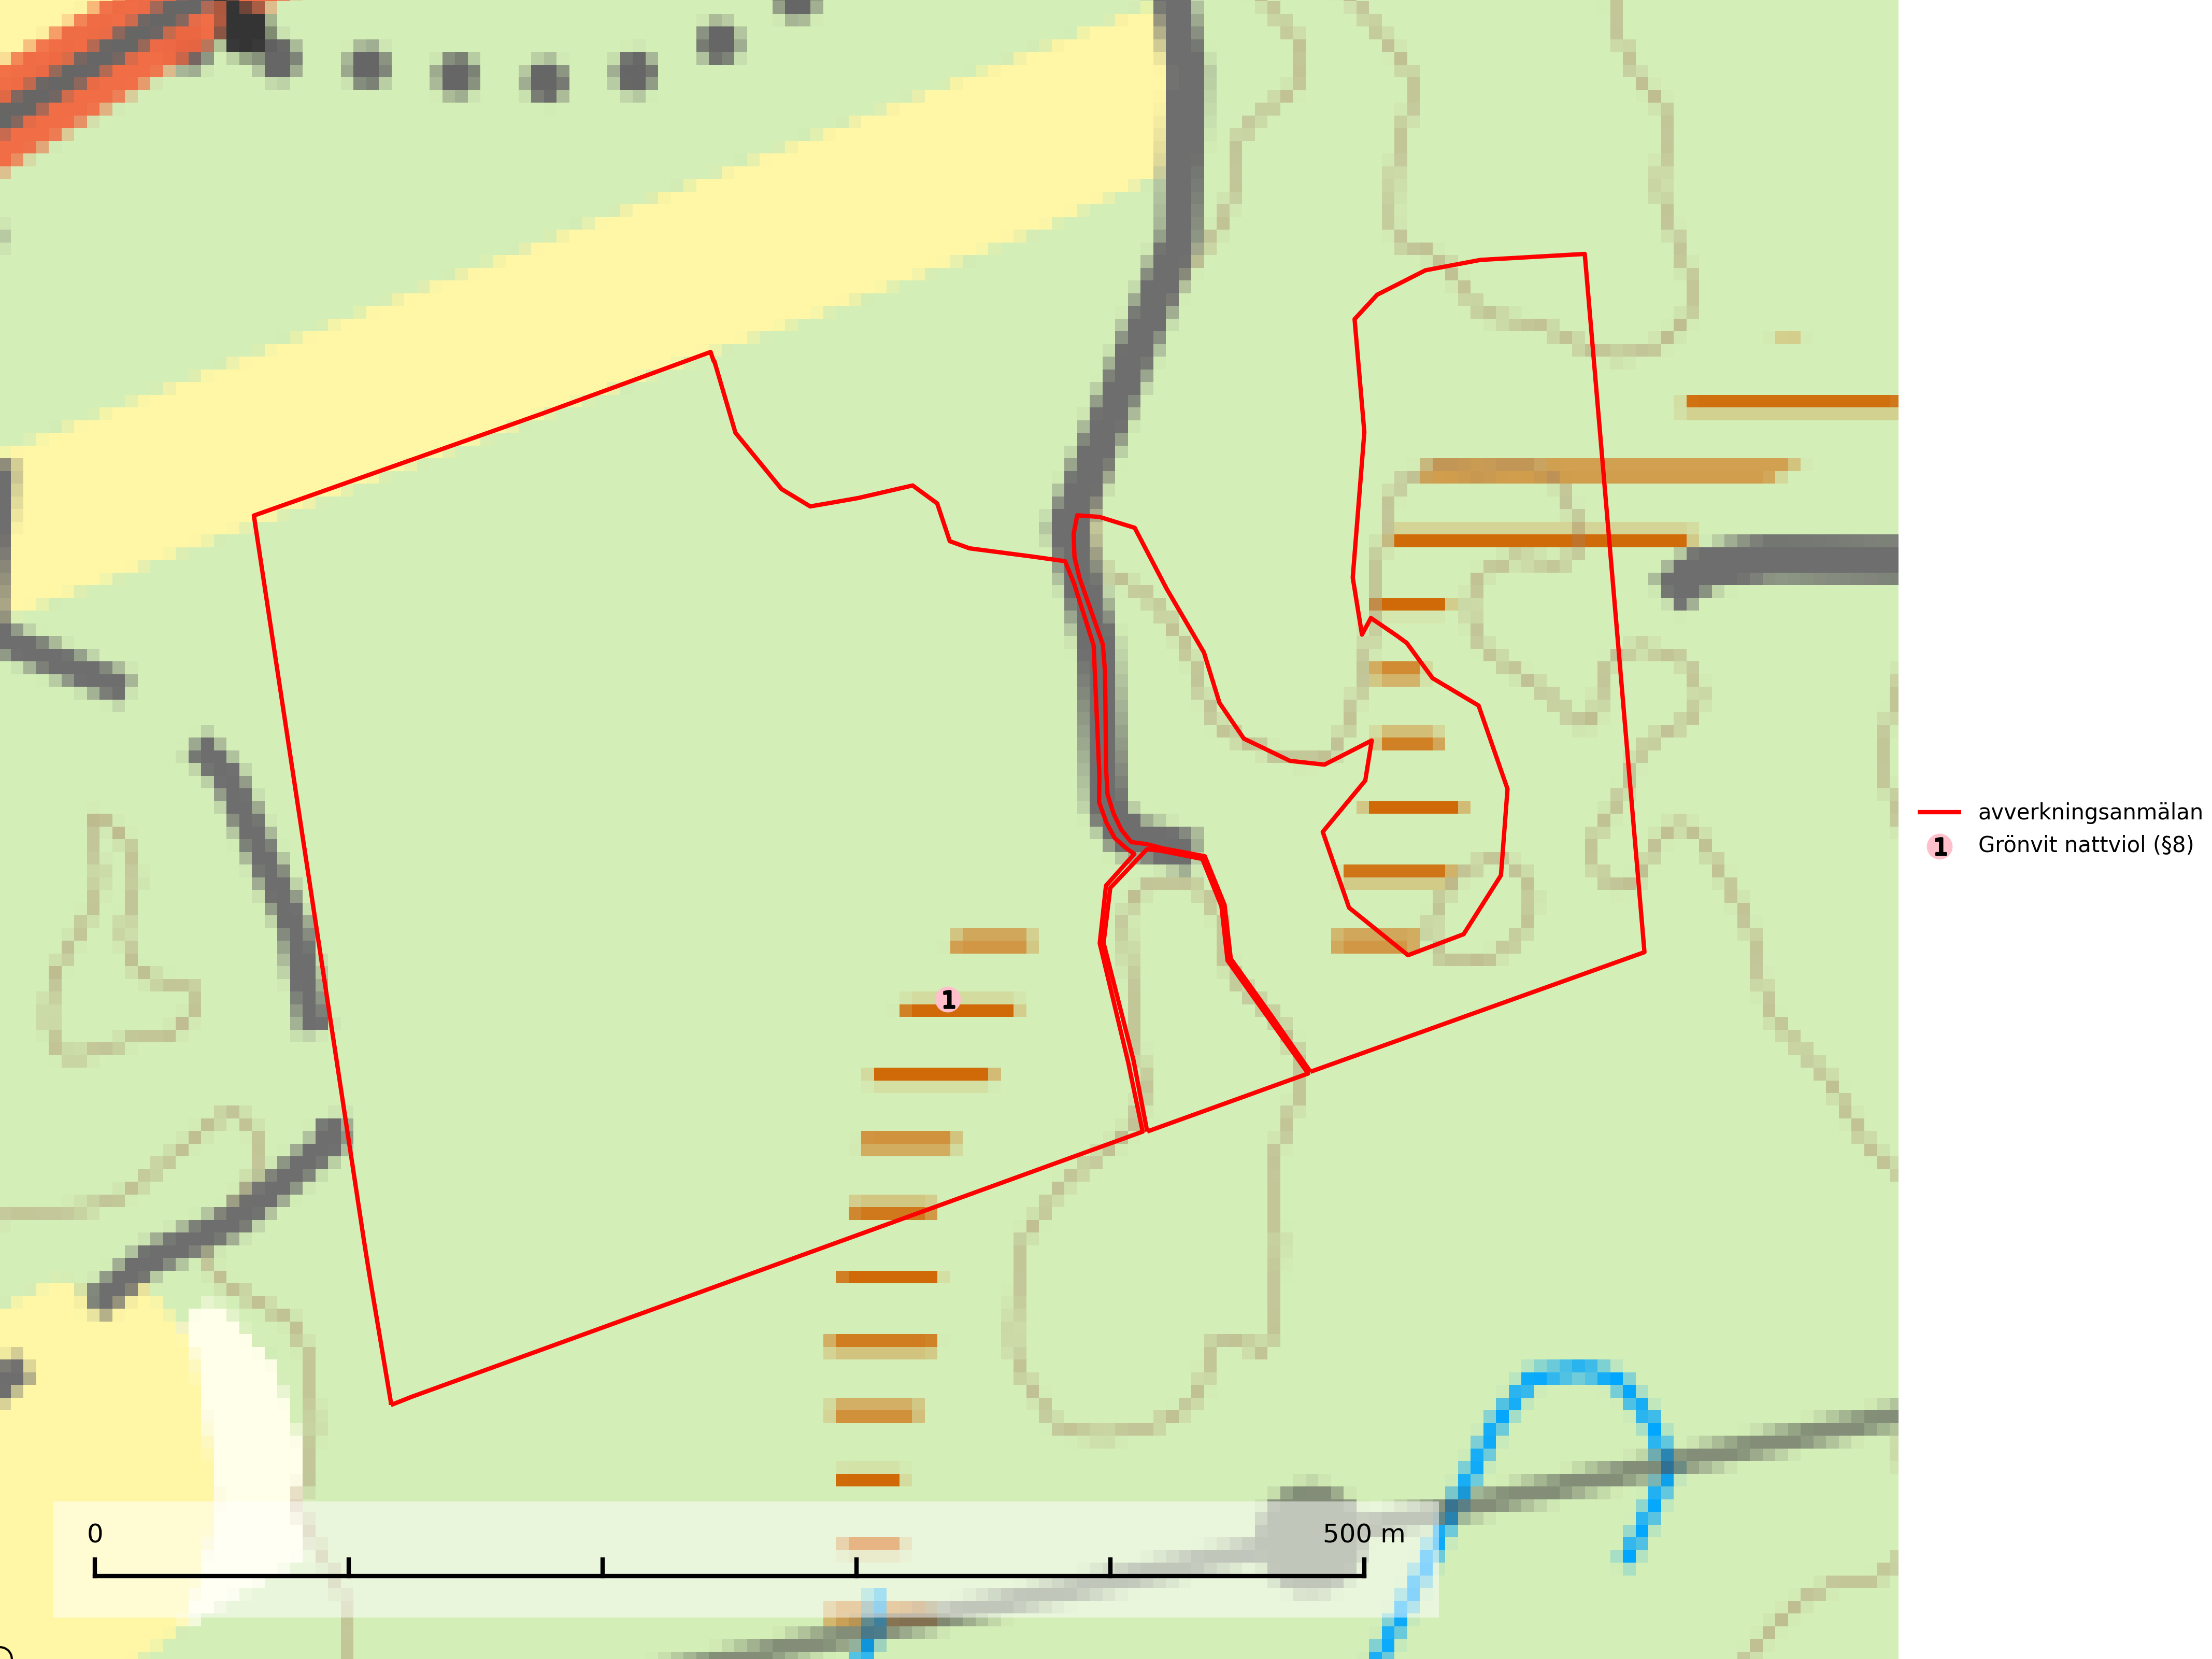 avverkningsanmälan
1 Grönvit nattviol (§8)
1
0 500 m